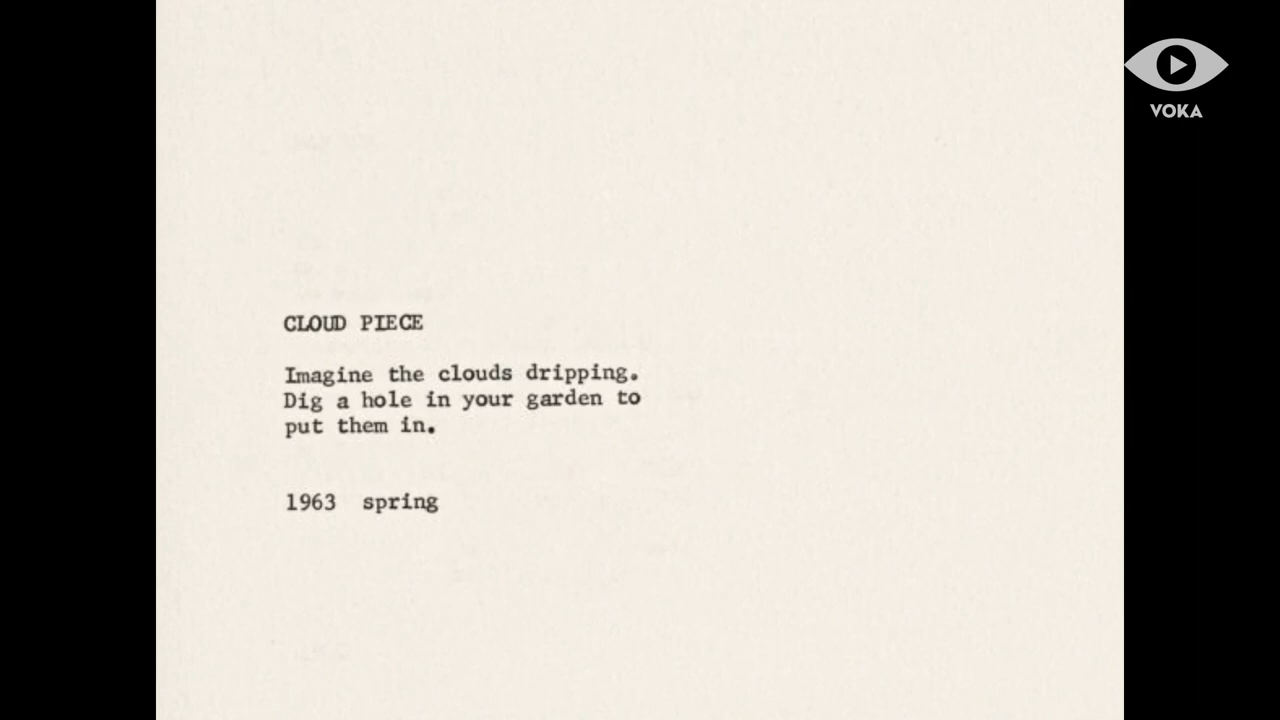 VOKA
CLOUD PIECE
Imagine the clouds dripping.
Dig a hole in your garden to
put them in.
1963 spring